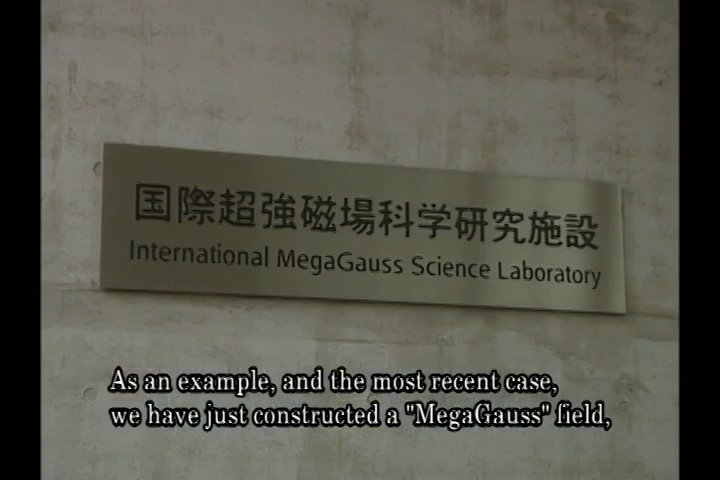 国際超強磁場科学研究施設
International MegaGauss Science Laboratory
As an example, and the most recent case,
we have just constructed a "MegaGauss" field,